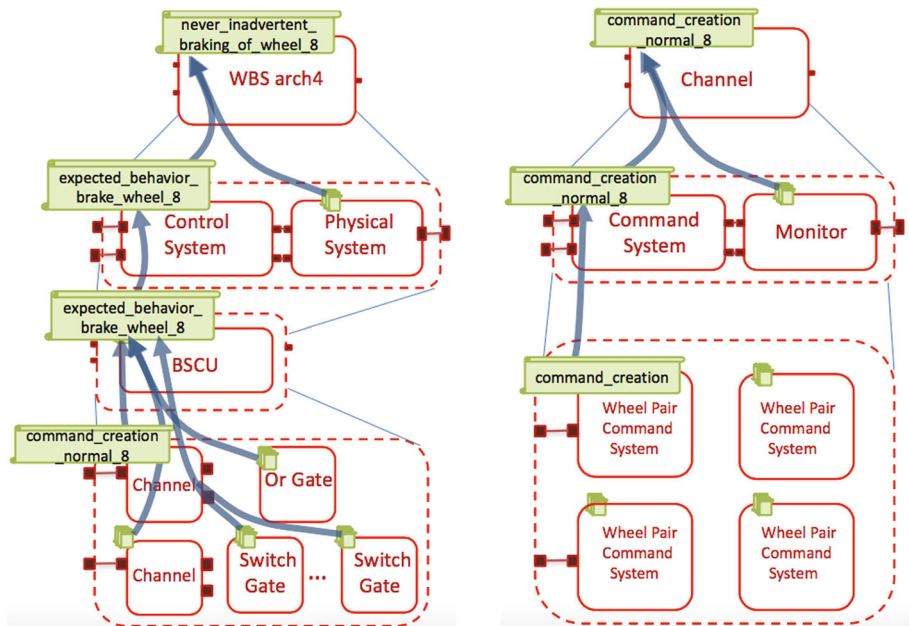 never_inadvertent_
braking_of_wheel_8
WBS arch4
expected_behavior_
brake_wheel_8
Control
System
Physical
System
expected_behavior_
brake_wheel_8
BSCU
command_creation
_normal_8
Channel
Or Gate
Channel
Switch
Gate
...
Switch
Gate
command_creation
_normal_8
Channel
command_creation
_normal_8
Command
System
Monitor
command_creation
Wheel Pair
Command
System
Wheel Pair
Command
System
Wheel Pair
Command
System
Wheel Pair
Command
System